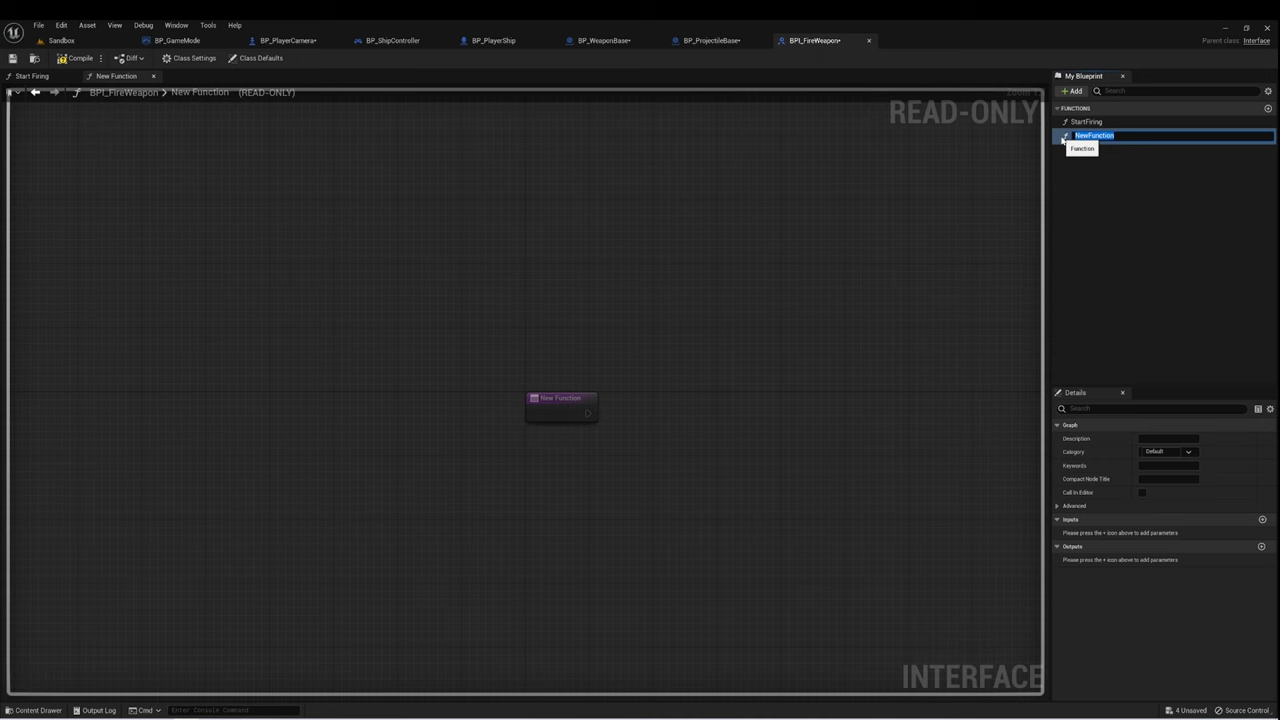 File Edit Asset View Debug Window Tools Help
Sandbox BP_GameMode BP_PlayerCamera• BP_ShipController BP_PlayerShip BP_WeaponBase• BP_ProjectileBase• BPI_FireWeapon•
Parent class: Interface
Compile Diff Class Settings Class Defaults
Start Firing New Function
My Blueprint
BPI_FireWeapon > New Function (READ-ONLY)
Add Search
READ-ONLY
FUNCTIONS
StartFiring
NewFunction
Function
New Function
Details
Search
Graph
Description
Category Default
Keywords
Compact Node Title
Call In Editor
Advanced
Inputs
Please press the + icon above to add parameters
Outputs
Please press the + icon above to add parameters
INTERFACE
Content Drawer Output Log Cmd Enter Console Command 4 Unsaved Source Control